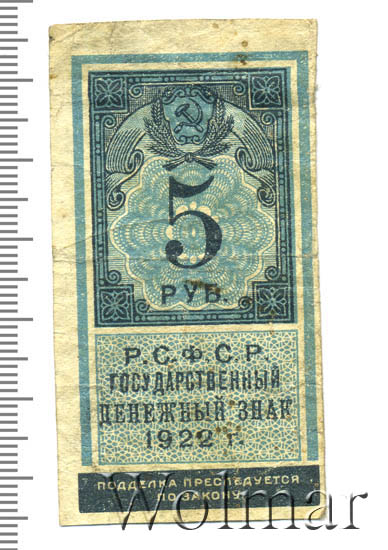 5
РУБ.
Р.С.Ф.С.Р.
ГОСУДАРСТВЕННЫЙ
ДЕНЕЖНЫЙ ЗНАК
1922 г.
ПОДДЕЛКА ПРЕСЛЕДУЕТСЯ
ПО ЗАКОНУ
Wolmar